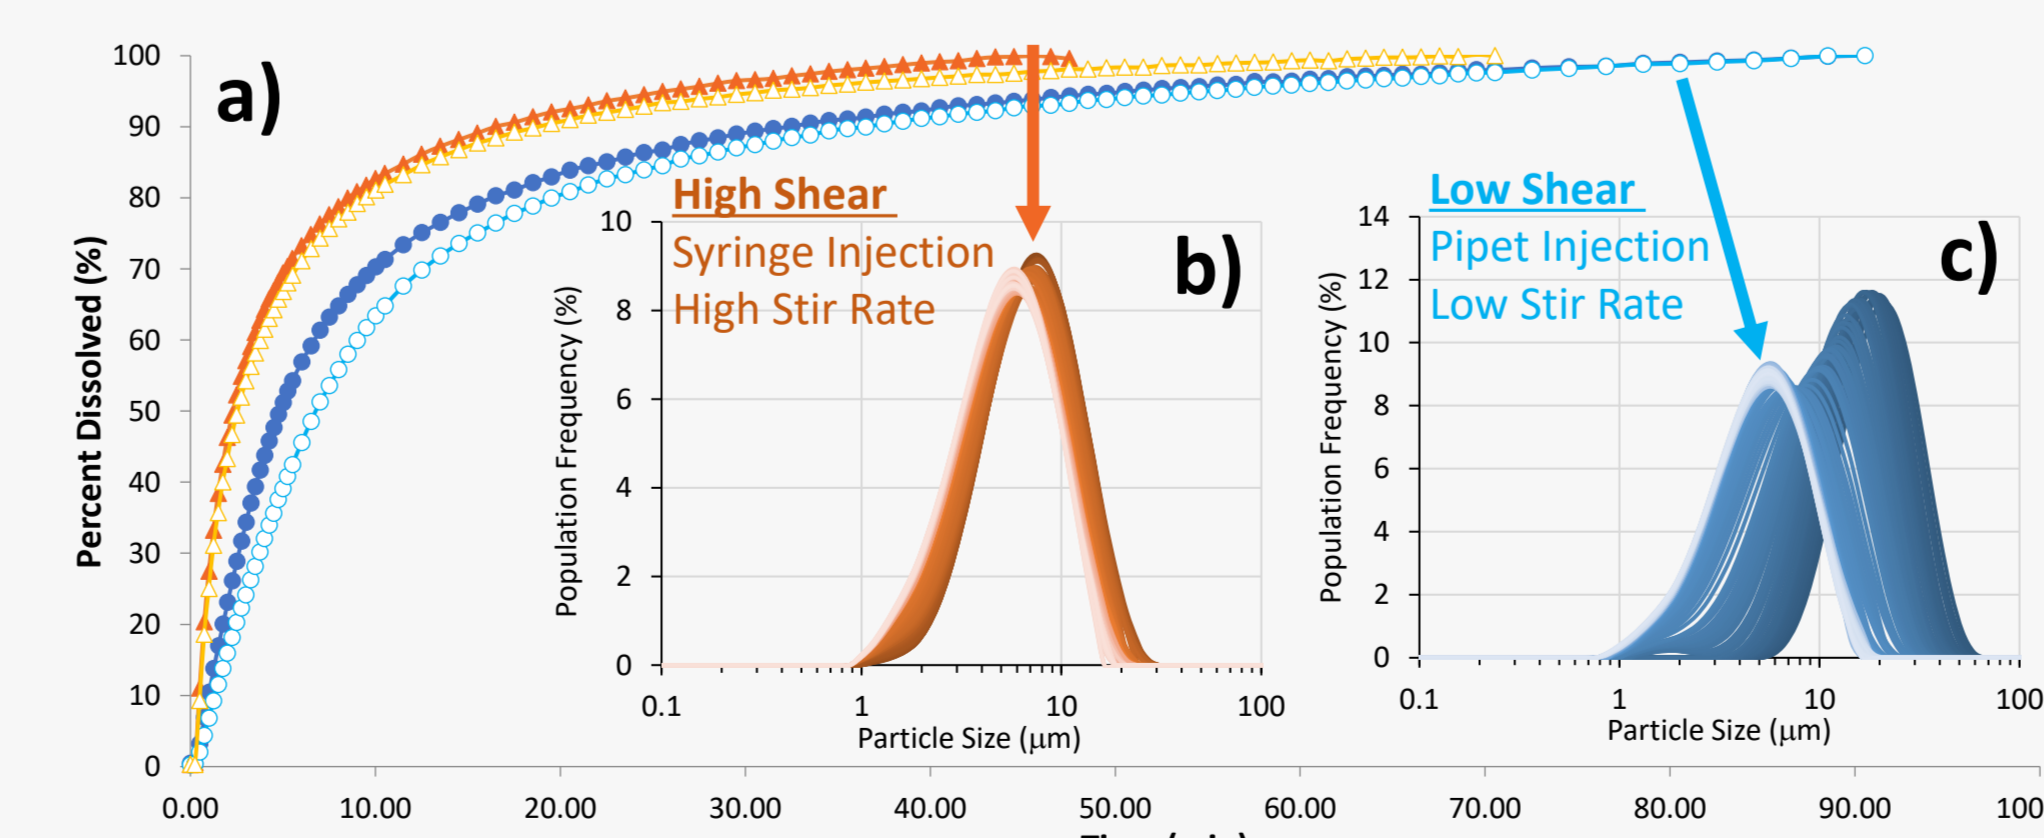 a)
100
90
80
70
60
50
40
30
20
10
0
Percent Dissolved (%)
0.00 10.00 20.00 30.00 40.00 50.00 60.00 70.00 80.00 90.00 100
High Shear
Syringe Injection
High Stir Rate
b)
10
8
6
4
2
0
Population Frequency (%)
0.1 1 10 100
Particle Size (μm)
Low Shear
Pipet Injection
Low Stir Rate
c)
14
12
10
8
6
4
2
0
Population Frequency (%)
0.1 1 10 100
Particle Size (μm)